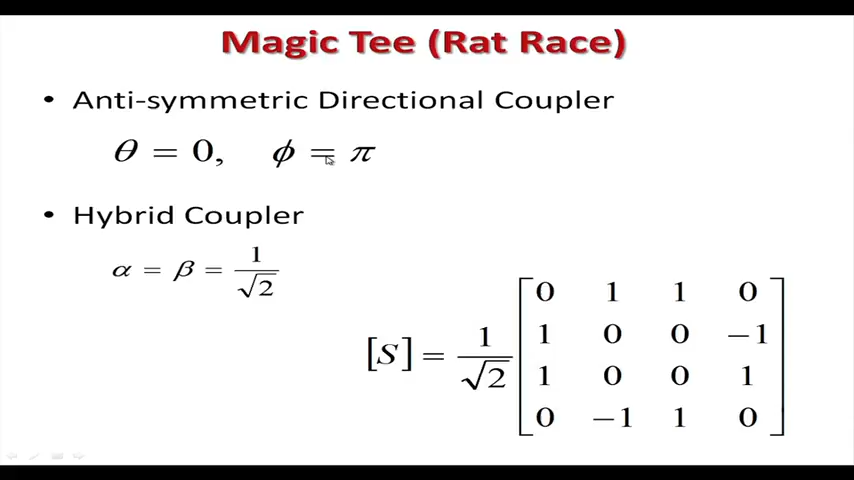 Magic Tee (Rat Race)
• Anti-symmetric Directional Coupler
θ = 0, ϕ = π
• Hybrid Coupler
α = β = 1/√2
[S] = 1/√2 [0 1 1 0
1 0 0 −1
1 0 0 1
0 −1 1 0]